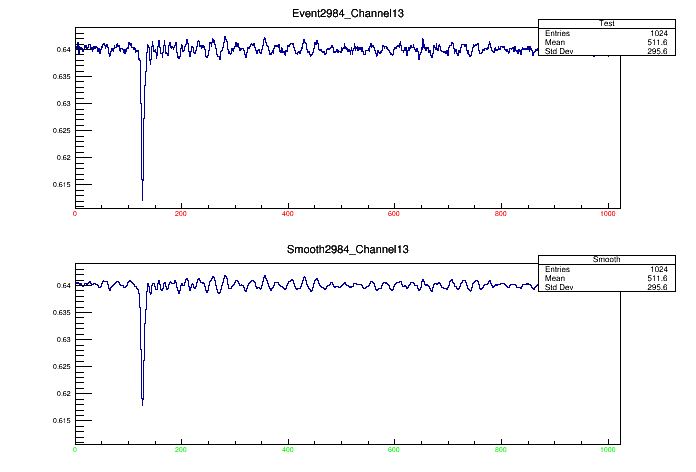 Event2984_Channel13
Test
Entries 1024
Mean 511.6
Std Dev 295.6
0.64
0.635
0.63
0.625
0.62
0.615
0 200 400 600 800 1000
Smooth2984_Channel13
Smooth
Entries 1024
Mean 511.6
Std Dev 295.6
0.64
0.635
0.63
0.625
0.62
0.615
0 200 400 600 800 1000